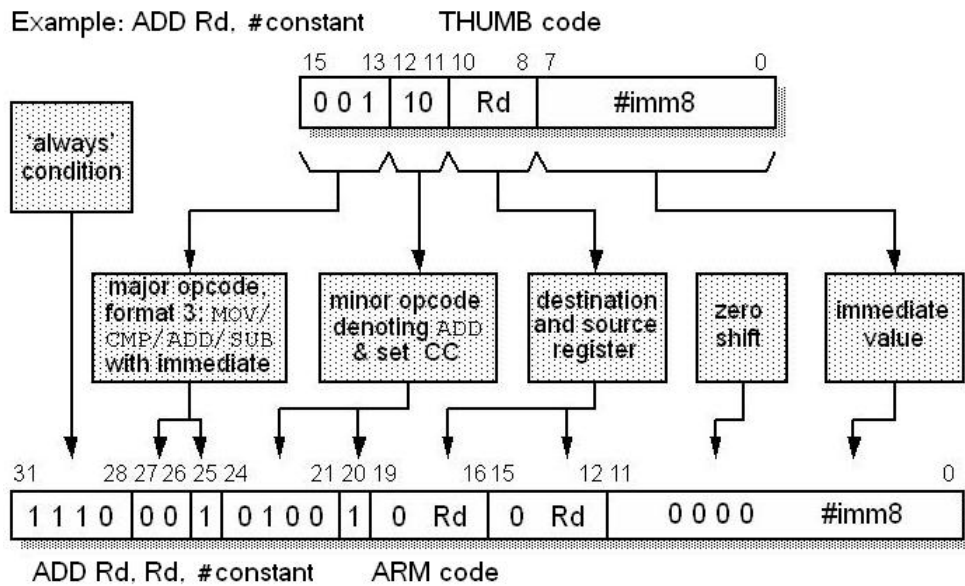 Example: ADD Rd, #constant THUMB code
15 13 12 11 10 8 7 0
0 0 1 10 Rd #imm8
'always'
condition
major opcode,
format 3: MOV/
CMP/ADD/SUB
with immediate
minor opcode
denoting ADD
& set CC
destination
and source
register
zero
shift
immediate
value
31 28 27 26 25 24 21 20 19 16 15 12 11 0
1 1 1 0 0 0 1 0 1 0 0 1 0 Rd 0 Rd 0 0 0 0 #imm8
ADD Rd, Rd, #constant ARM code